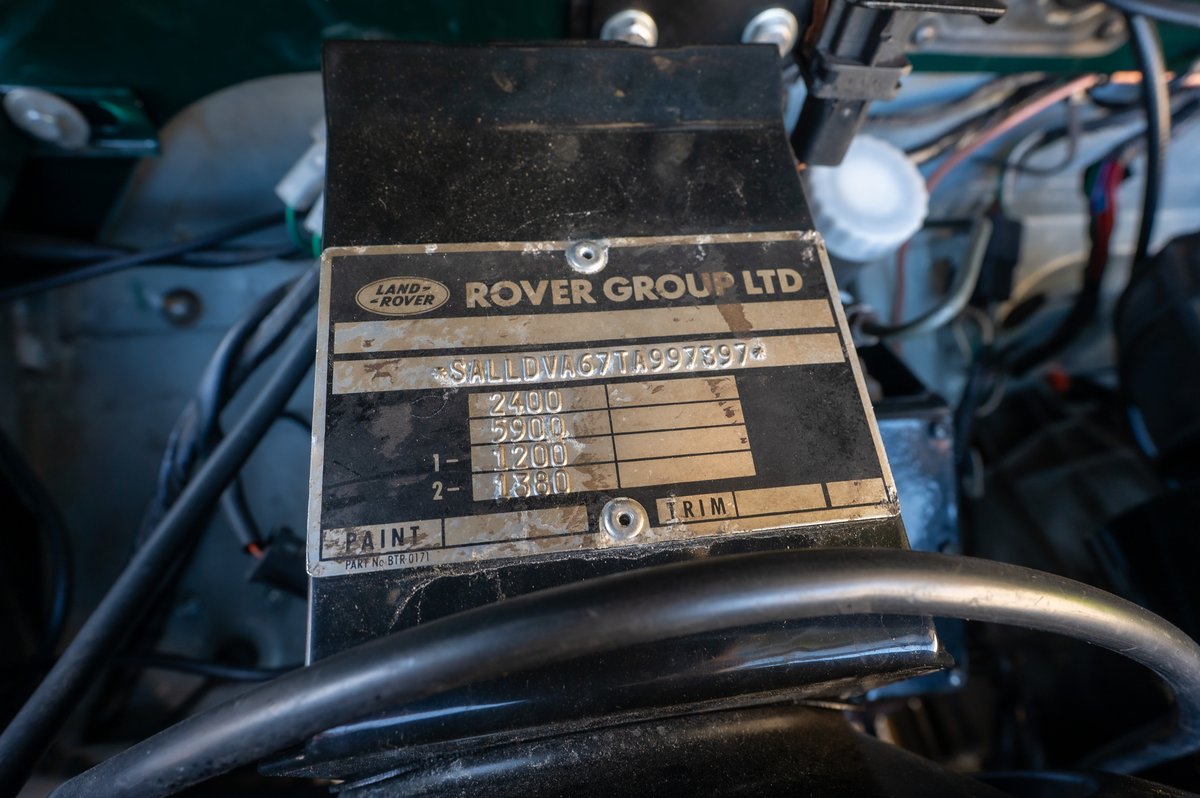 LAND-
-ROVER
ROVER GROUP LTD
*SALLDVA67TA997397*
2400
5900
1- 1200
2- 1380
PAINT TRIM
PART No BTR 0171